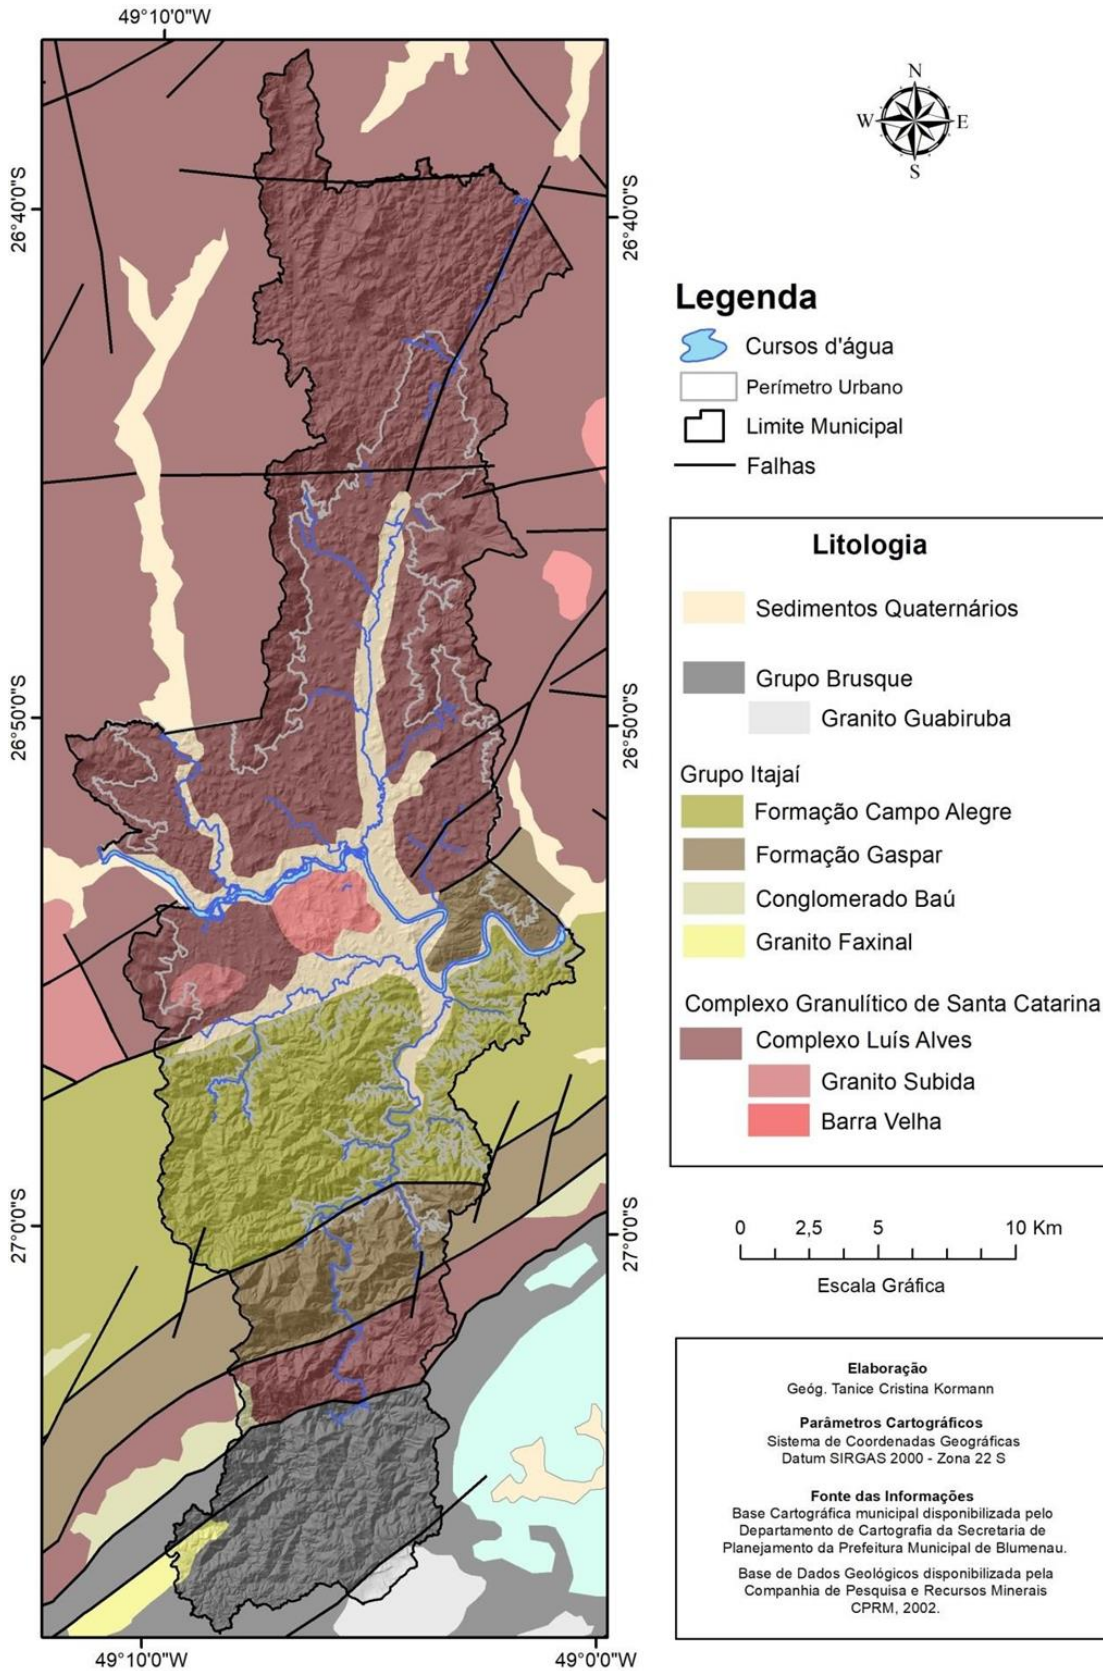 49°10'0"W
N
W
E
S
26°40'0"S
26°40'0"S
Legenda
Cursos d'água
Perímetro Urbano
Limite Municipal
Falhas
Litologia
Sedimentos Quaternários
Grupo Brusque
Granito Guabiruba
Grupo Itajaí
Formação Campo Alegre
Formação Gaspar
Conglomerado Baú
Granito Faxinal
Complexo Granulítico de Santa Catarina
Complexo Luís Alves
Granito Subida
Barra Velha
26°50'0"S
26°50'0"S
27°0'0"S
27°0'0"S
0 2,5 5 10 Km
Escala Gráfica
Elaboração
Geóg. Tanice Cristina Kormann
Parâmetros Cartográficos
Sistema de Coordenadas Geográficas
Datum SIRGAS 2000 - Zona 22 S
Fonte das Informações
Base Cartográfica municipal disponibilizada pelo
Departamento de Cartografia da Secretaria de
Planejamento da Prefeitura Municipal de Blumenau.
Base de Dados Geológicos disponibilizada pela
Companhia de Pesquisa e Recursos Minerais
CPRM, 2002.
49°10'0"W
49°0'0"W